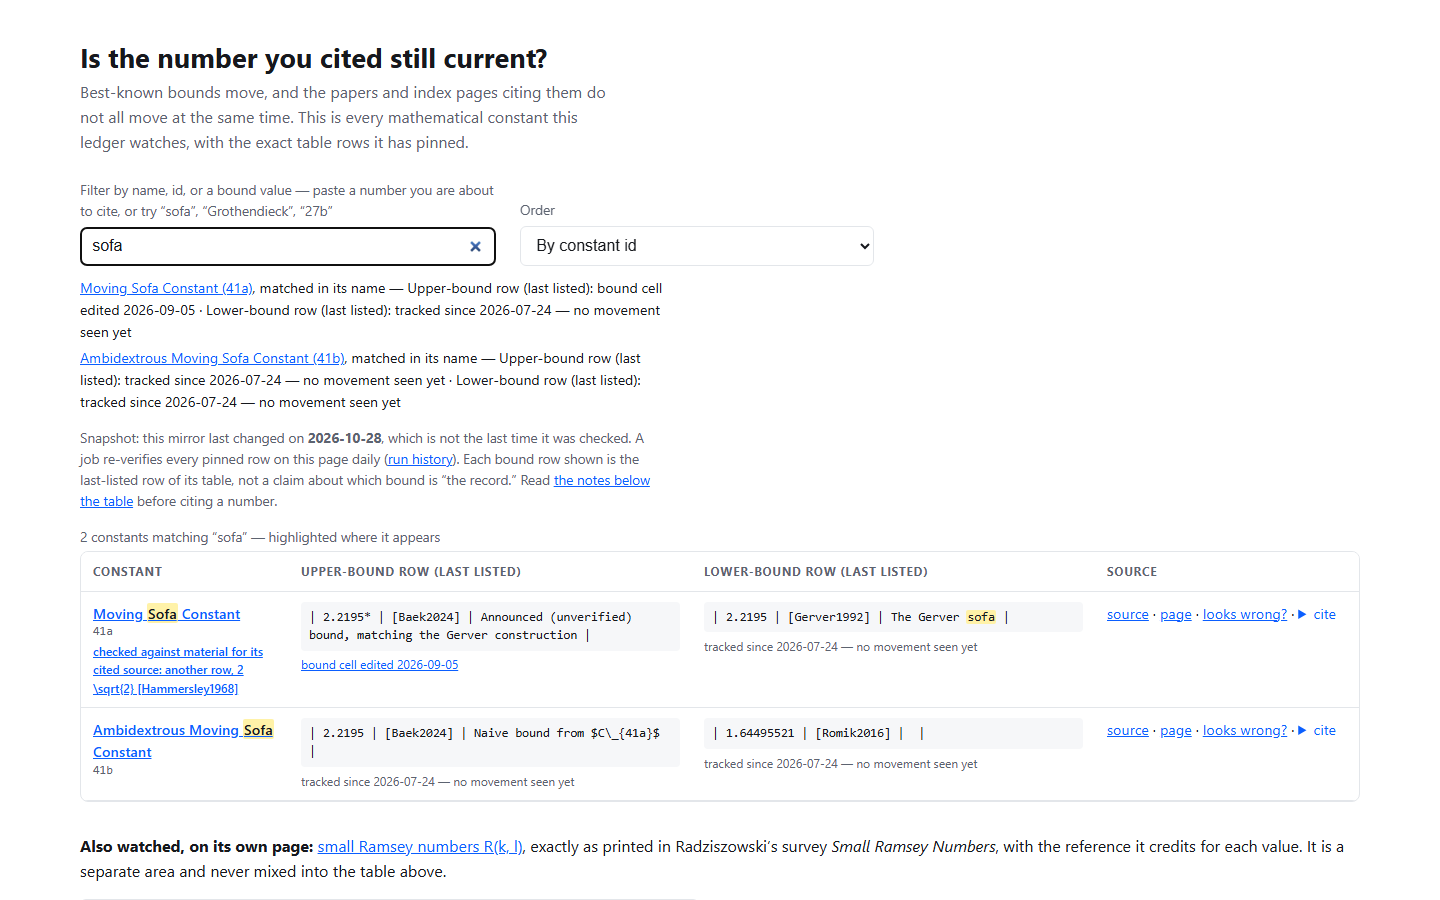 Is the number you cited still current?
Best-known bounds move, and the papers and index pages citing them do
not all move at the same time. This is every mathematical constant this
ledger watches, with the exact table rows it has pinned.
Filter by name, id, or a bound value — paste a number you are about
to cite, or try “sofa”, “Grothendieck”, “27b”
Order
sofa
By constant id
Moving Sofa Constant (41a), matched in its name — Upper-bound row (last listed): bound cell
edited 2026-09-05 · Lower-bound row (last listed): tracked since 2026-07-24 — no movement
seen yet
Ambidextrous Moving Sofa Constant (41b), matched in its name — Upper-bound row (last
listed): tracked since 2026-07-24 — no movement seen yet · Lower-bound row (last listed):
tracked since 2026-07-24 — no movement seen yet
Snapshot: this mirror last changed on 2026-10-28, which is not the last time it was checked. A
job re-verifies every pinned row on this page daily (run history). Each bound row shown is the
last-listed row of its table, not a claim about which bound is “the record.” Read the notes below
the table before citing a number.
2 constants matching “sofa” — highlighted where it appears
CONSTANT UPPER-BOUND ROW (LAST LISTED) LOWER-BOUND ROW (LAST LISTED) SOURCE
Moving Sofa Constant
41a
checked against material for its
cited source: another row, 2
\sqrt{2} [Hammersley1968]
| 2.2195* | [Baek2024] | Announced (unverified)
bound, matching the Gerver construction |
bound cell edited 2026-09-05
| 2.2195 | [Gerver1992] | The Gerver sofa |
tracked since 2026-07-24 — no movement seen yet
source · page · looks wrong? · ▶ cite
Ambidextrous Moving Sofa
Constant
41b
| 2.2195 | [Baek2024] | Naive bound from $C\_{41a}$
|
tracked since 2026-07-24 — no movement seen yet
| 1.64495521 | [Romik2016] | |
tracked since 2026-07-24 — no movement seen yet
source · page · looks wrong? · ▶ cite
Also watched, on its own page: small Ramsey numbers R(k, l), exactly as printed in Radziszowski’s survey Small Ramsey Numbers, with the reference it credits for each value. It is a
separate area and never mixed into the table above.